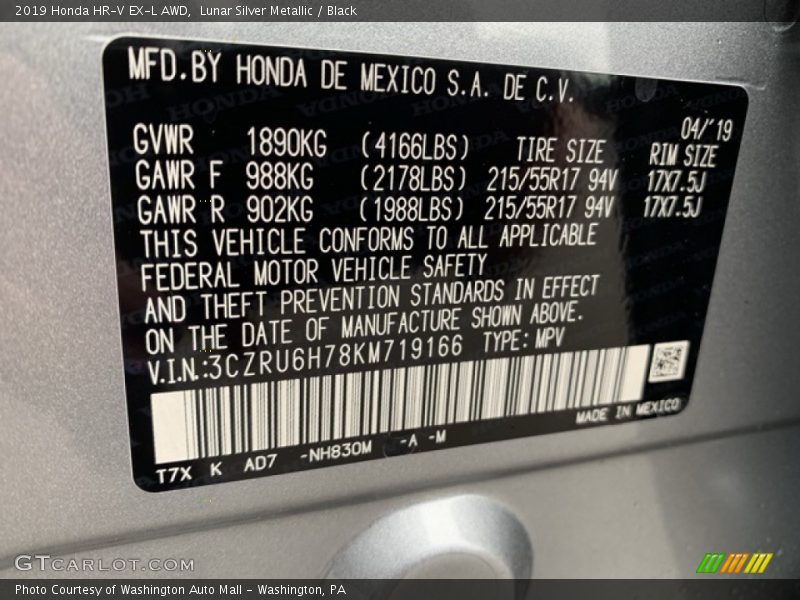 2019 Honda HR-V EX-L AWD,  Lunar Silver Metallic / Black
MFD.BY HONDA DE MEXICO S.A. DE C.V.
04/'19
GVWR 1890KG (4166LBS) TIRE SIZE RIM SIZE
GAWR F 988KG (2178LBS) 215/55R17 94V 17X7.5J
GAWR R 902KG (1988LBS) 215/55R17 94V 17X7.5J
THIS VEHICLE CONFORMS TO ALL APPLICABLE
FEDERAL MOTOR VEHICLE SAFETY
AND THEFT PREVENTION STANDARDS IN EFFECT
ON THE DATE OF MANUFACTURE SHOWN ABOVE.
V.I.N.:3CZRU6H78KM719166 TYPE: MPV
MADE IN MEXICO
T7X K AD7 -NH830M -A -M
GTCARLOT.COM
Photo Courtesy of Washington Auto Mall - Washington, PA